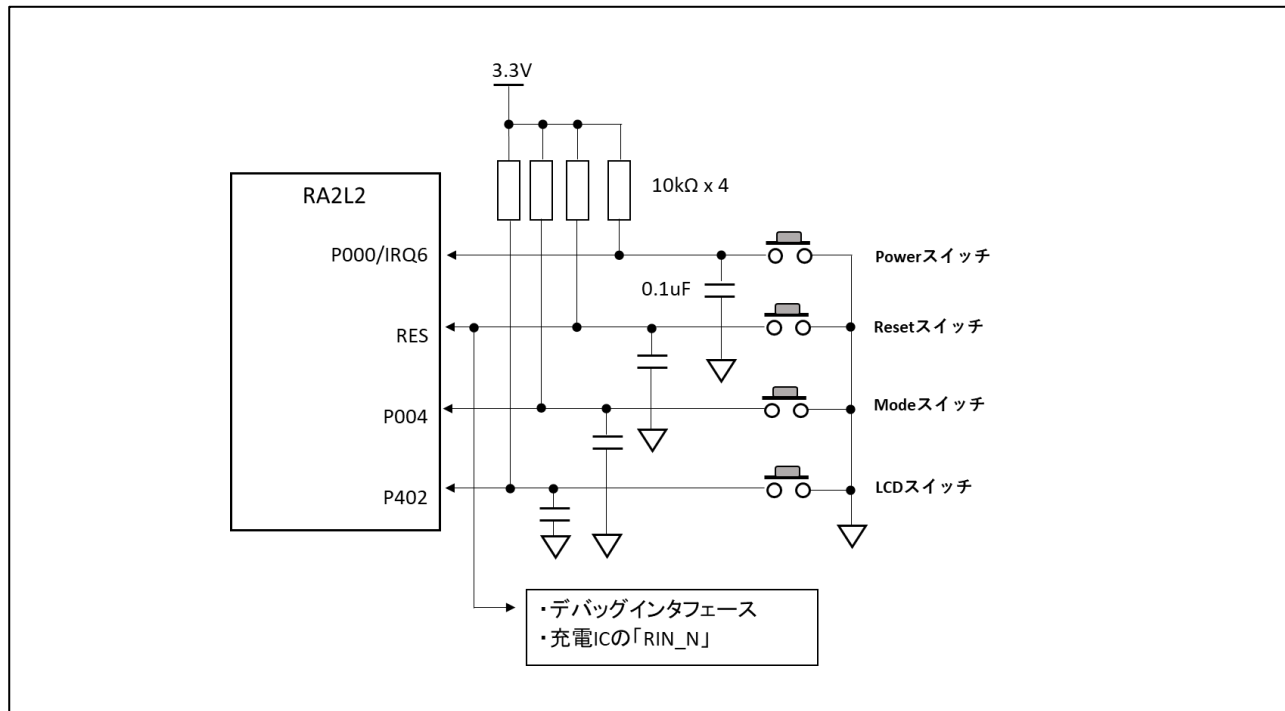 3.3V
RA2L2
10kΩ x 4
P000/IRQ6
Powerスイッチ
0.1uF
RES
Resetスイッチ
P004
Modeスイッチ
P402
LCDスイッチ
・デバッグインタフェース
・充電ICの「RIN_N」